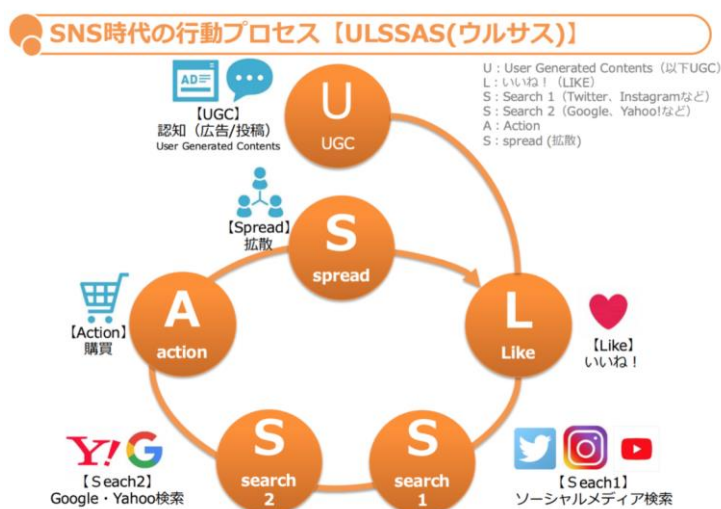 SNS時代の行動プロセス【ULSSAS(ウルサス)】
U：User Generated Contents（以下UGC）
L：いいね！（LIKE）
S：Search 1（Twitter、Instagramなど）
S：Search 2（Google、Yahoo!など）
A：Action
S：spread (拡散)
AD
【UGC】
認知（広告/投稿）
User Generated Contents
U
UGC
【Spread】
拡散
S
spread
【Action】
購買
A
action
L
Like
【Like】
いいね！
Y!
G
【Seach2】
Google・Yahoo検索
S
search
2
S
search
1
【Seach1】
ソーシャルメディア検索